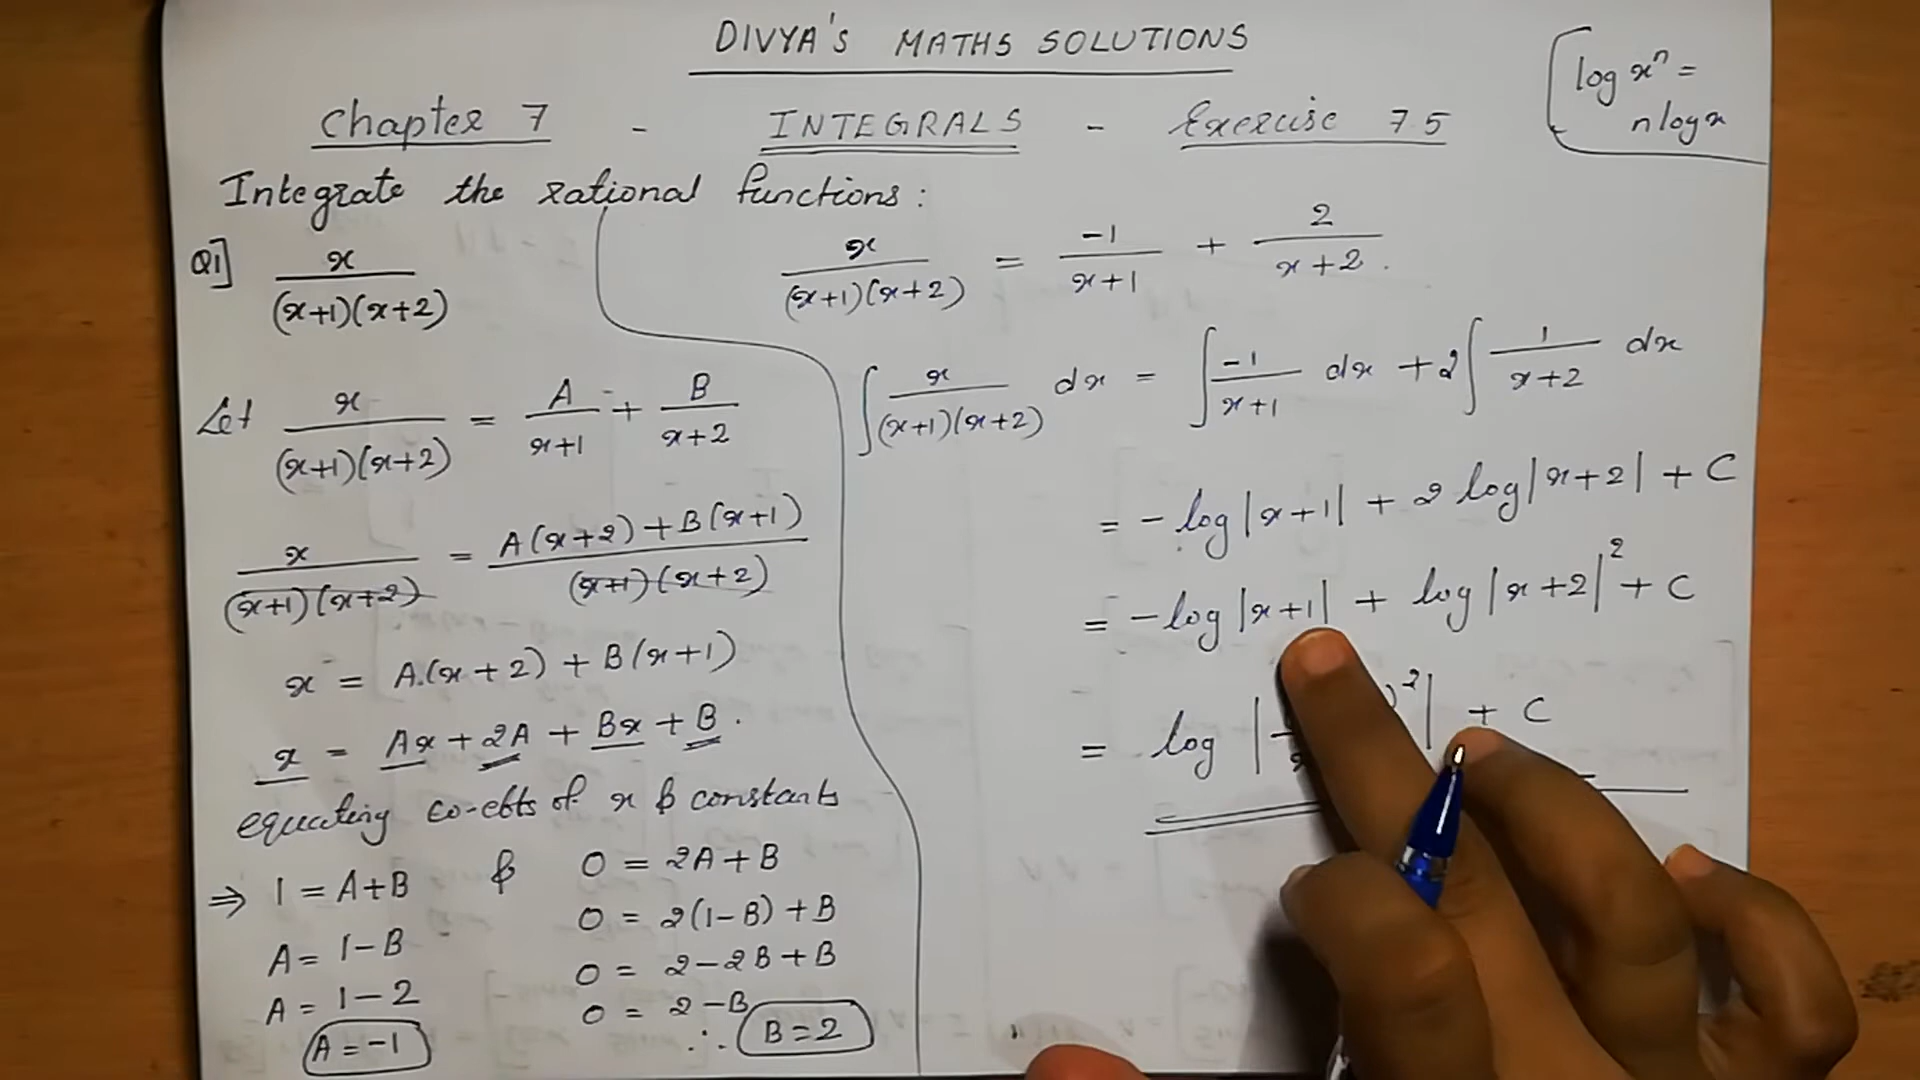 DIVYA'S MATHS SOLUTIONS
Chapter 7 - INTEGRALS - Exercise 7.5
log xⁿ =
n log x
Integrate the rational functions:
Q1] x / (x+1)(x+2)
Let x / (x+1)(x+2) = A / x+1 + B / x+2
x / (x+1)(x+2) = A(x+2) + B(x+1) / (x+1)(x+2)
x = A.(x+2) + B(x+1)
x = Ax + 2A + Bx + B.
equating co-effts of x & constants
⇒ 1 = A+B & 0 = 2A+B
A = 1-B 0 = 2(1-B) + B
A = 1-2 0 = 2-2B+B
A = -1 0 = 2-B
∴ B = 2
x / (x+1)(x+2) = -1 / x+1 + 2 / x+2.
∫ x / (x+1)(x+2) dx = ∫ -1 / x+1 dx + 2 ∫ 1 / x+2 dx
= - log |x+1| + 2 log |x+2| + C
= - log |x+1| + log |x+2|² + C
= log | )² | + C